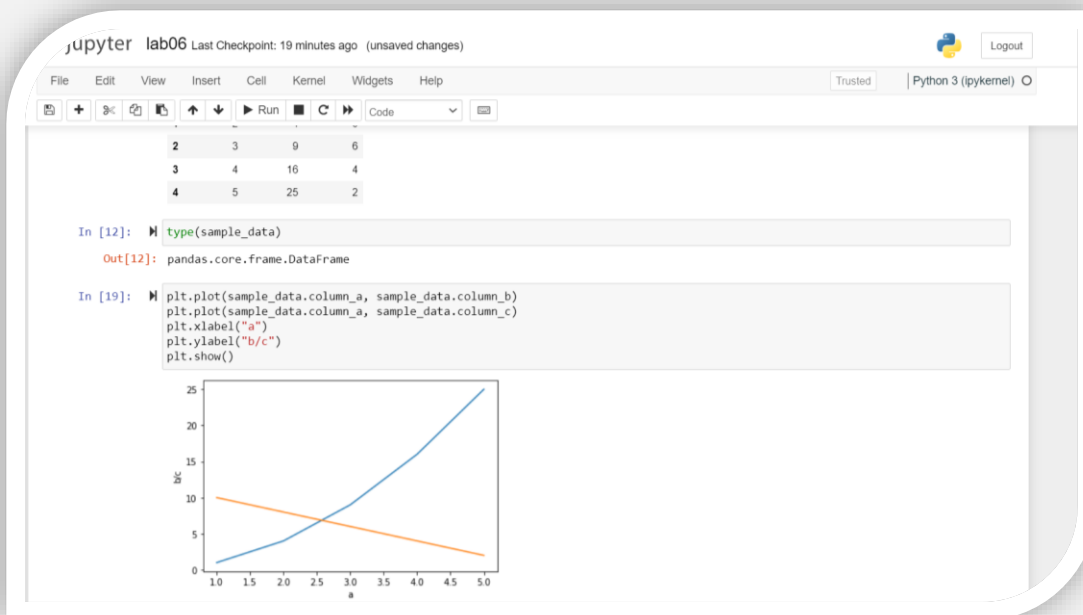 Jupyter lab06 Last Checkpoint: 19 minutes ago (unsaved changes)
Logout
File Edit View Insert Cell Kernel Widgets Help
Trusted Python 3 (ipykernel)
Run Code
2 3 9 6
3 4 16 4
4 5 25 2
In [12]: type(sample_data)
Out[12]: pandas.core.frame.DataFrame
In [19]: plt.plot(sample_data.column_a, sample_data.column_b)
plt.plot(sample_data.column_a, sample_data.column_c)
plt.xlabel("a")
plt.ylabel("b/c")
plt.show()
25
20
15
b/c
10
5
0
1.0 1.5 2.0 2.5 3.0 3.5 4.0 4.5 5.0
a